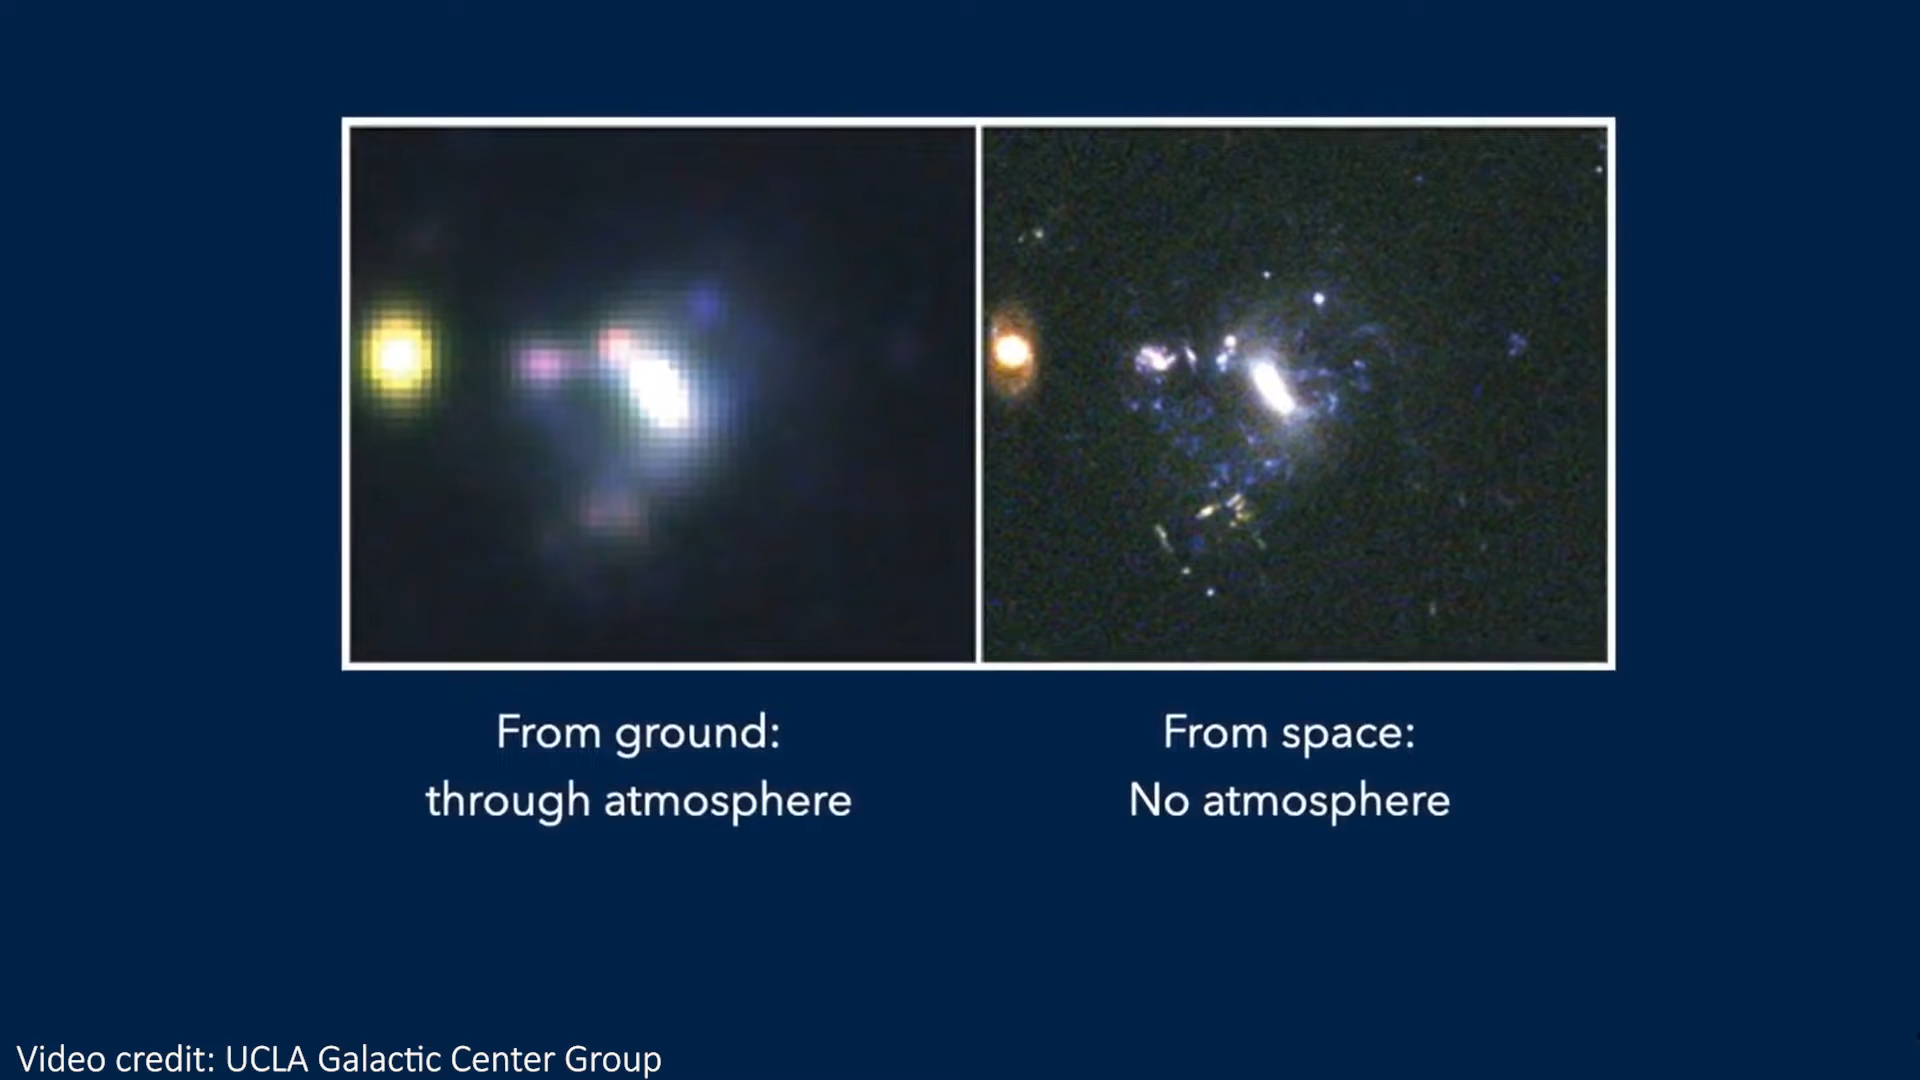 From ground:
through atmosphere
From space:
No atmosphere
Video credit: UCLA Galactic Center Group